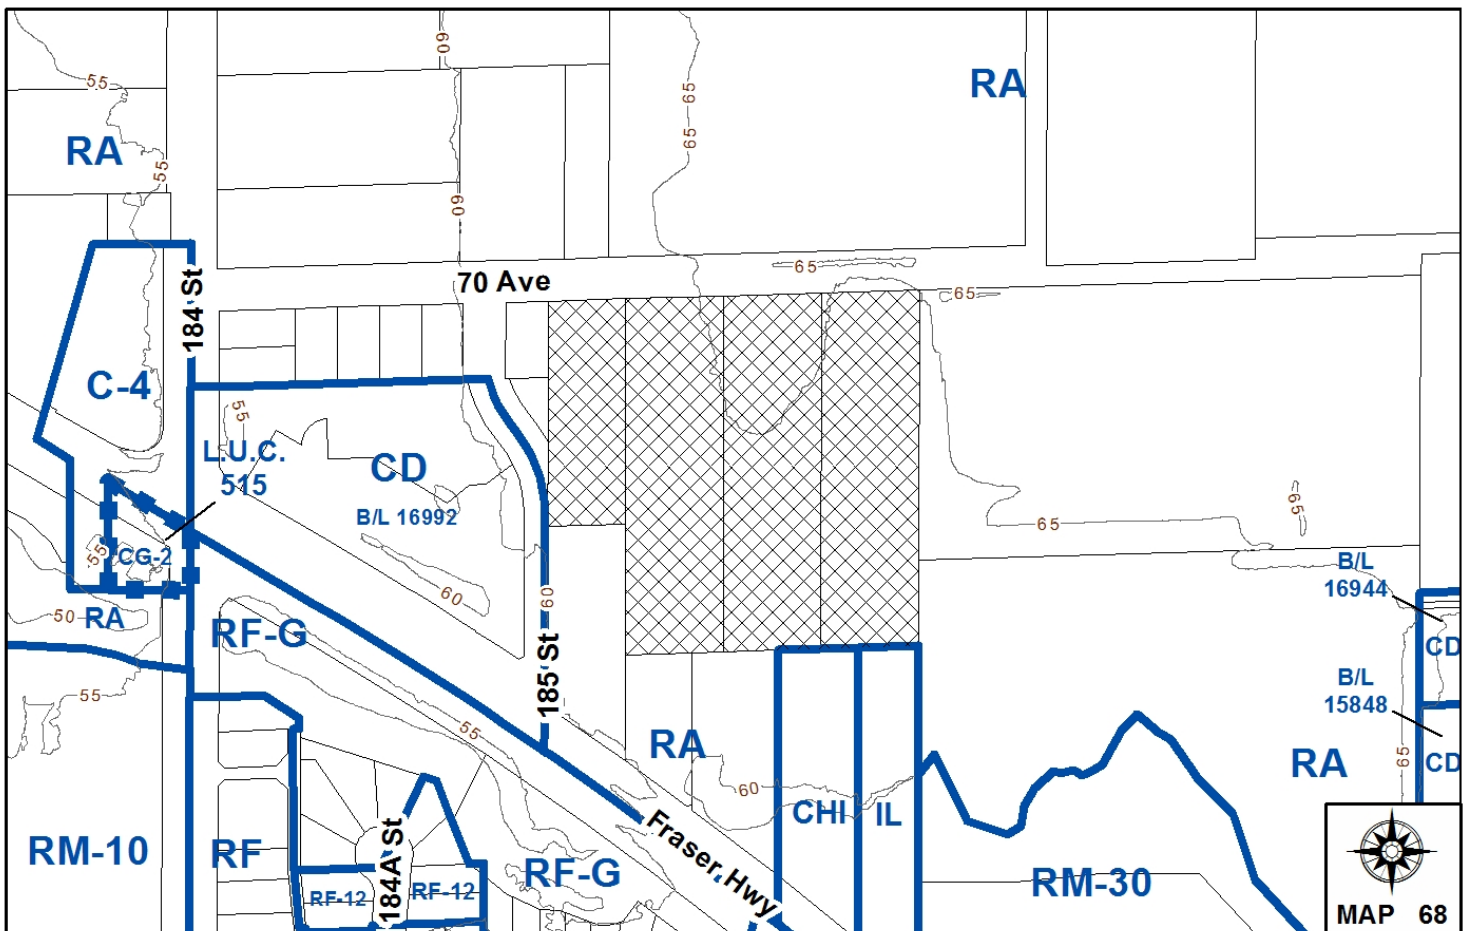 60
55
65
RA
65
RA
55
60
65
65
70 Ave
65
184 St
C-4
55
L.U.C.
515
CD
B/L 16992
65
65
55
CG-2
B/L
16944
60
60
50
RA
RF-G
CD
185 St
B/L
15848
55
55
RA
RA
65
CD
60
CHI
IL
Fraser Hwy
RM-10
RF
184A St
RF-G
RM-30
RF-12
RF-12
MAP 68